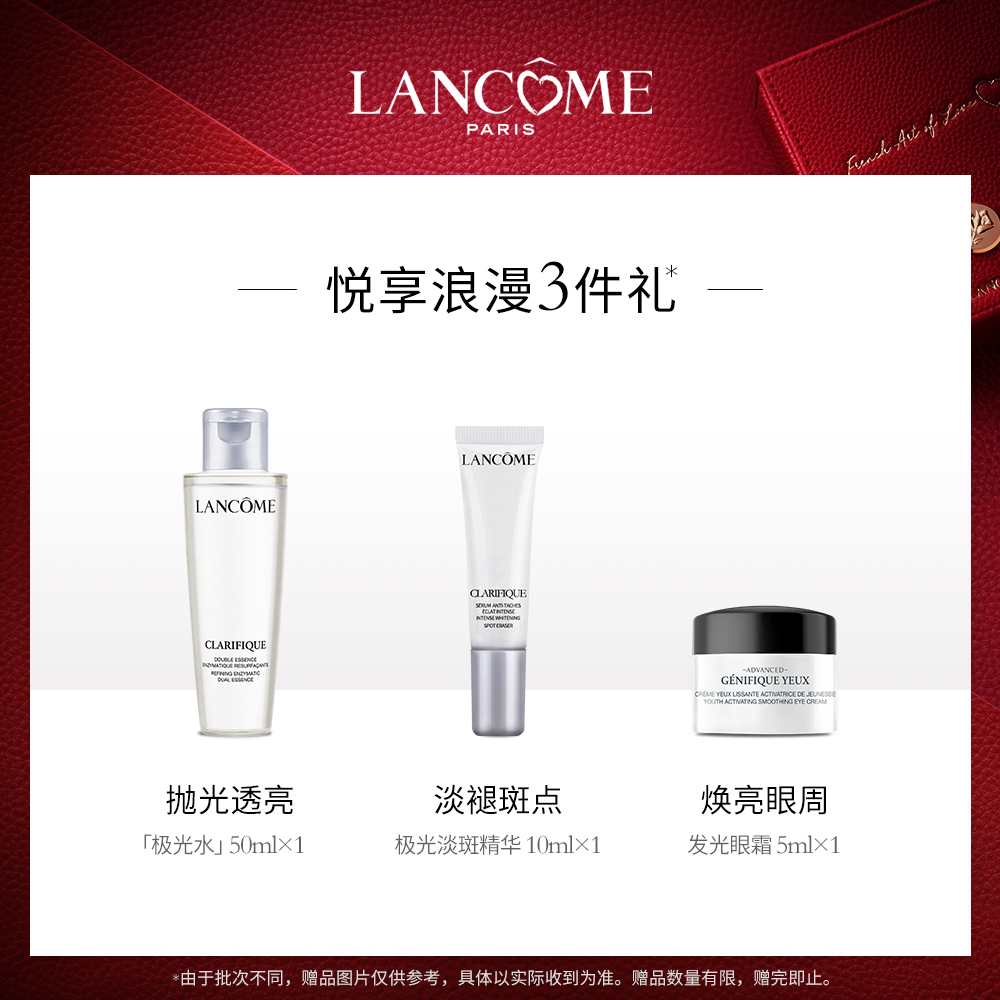 LANCÔME
PARIS
French Art of Live
悦享浪漫3件礼*
LANCÔME
CLARIFIQUE
DOUBLE ESSENCE
ENZYMATIQUE RESURFAÇANTE
REFINING ENZYMATIC
DUAL ESSENCE
LANCÔME
CLARIFIQUE
SÉRUM ANTI-TACHES
ÉCLAT INTENSE
INTENSE WHITENING
SPOT ERASER
-ADVANCED-
GÉNIFIQUE YEUX
CRÈME YEUX LISSANTE ACTIVATRICE DE JEUNESSE
YOUTH ACTIVATING SMOOTHING EYE CREAM
抛光透亮
「极光水」50ml×1
淡褪斑点
极光淡斑精华 10ml×1
焕亮眼周
发光眼霜 5ml×1
*由于批次不同，赠品图片仅供参考，具体以实际收到为准。赠品数量有限，赠完即止。